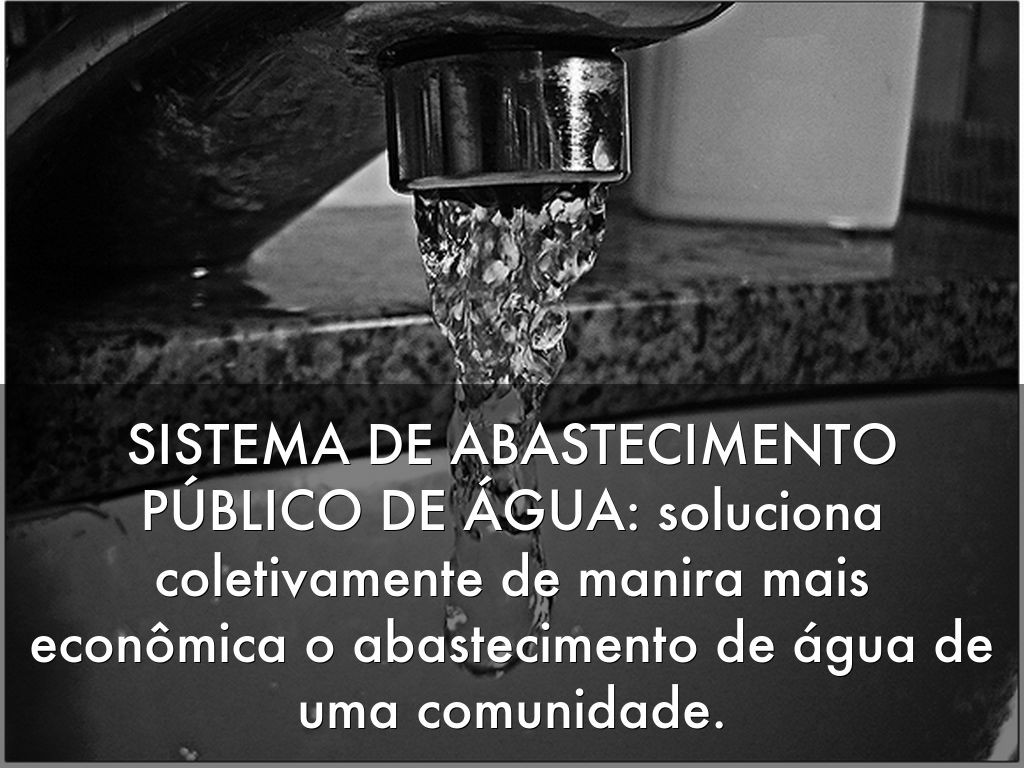 SISTEMA DE ABASTECIMENTO
PÚBLICO DE ÁGUA: soluciona
coletivamente de manira mais
econômica o abastecimento de água de
uma comunidade.